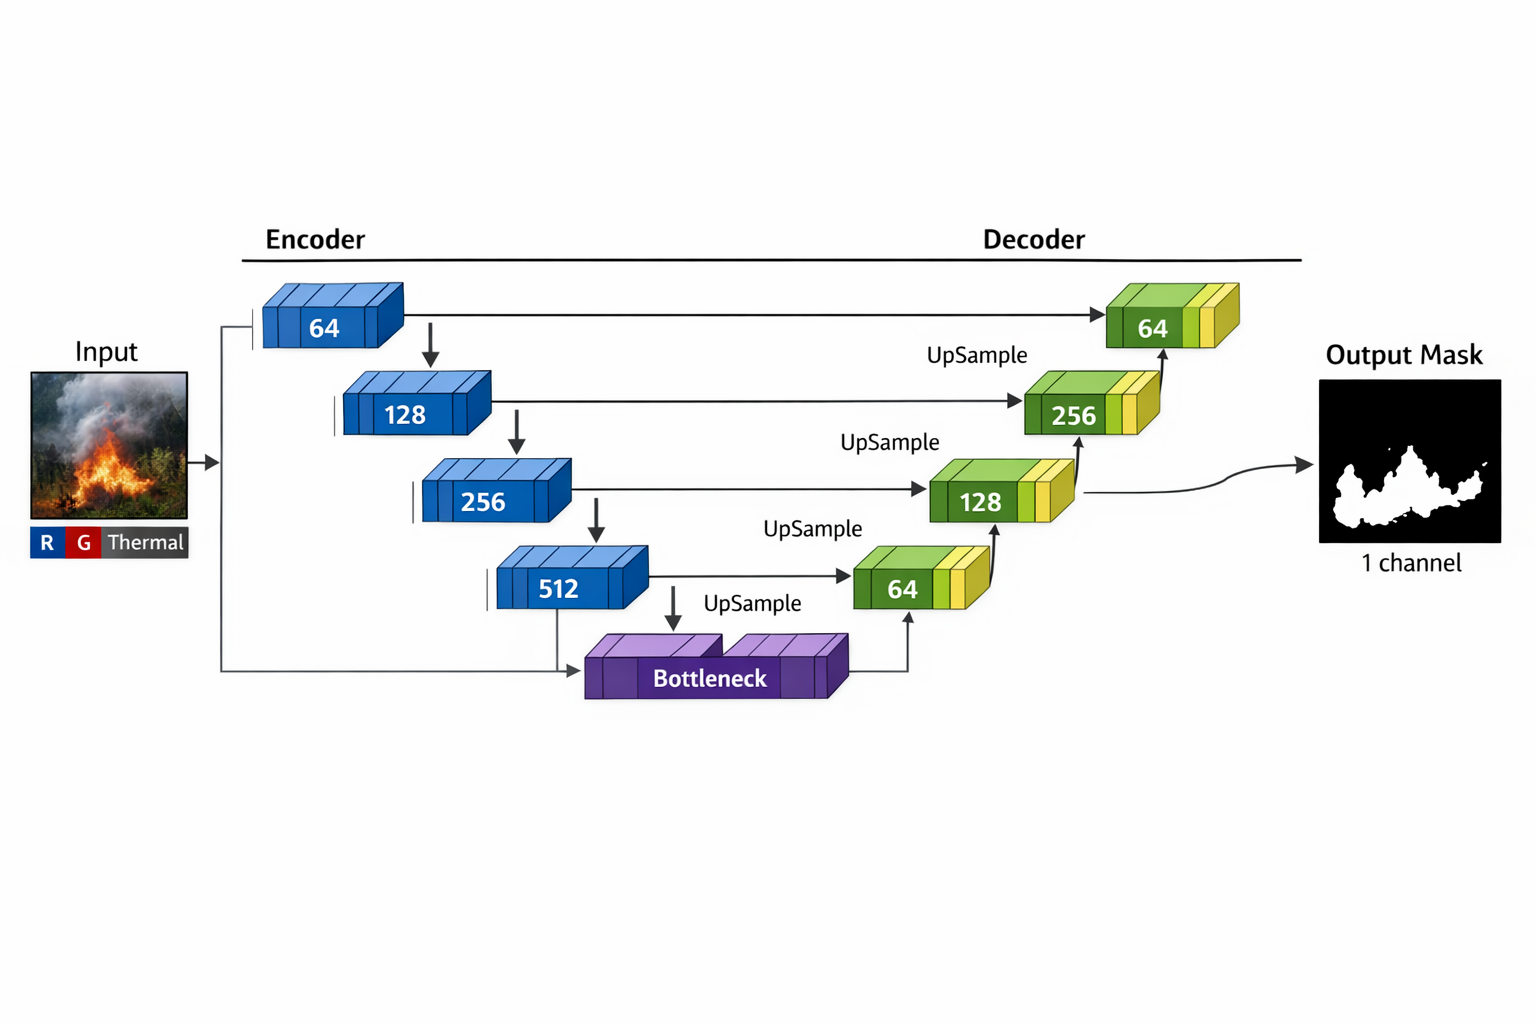 Encoder
Decoder
64
64
Input
UpSample
Output Mask
128
256
UpSample
256
128
R G Thermal
UpSample
1 channel
512
64
UpSample
Bottleneck